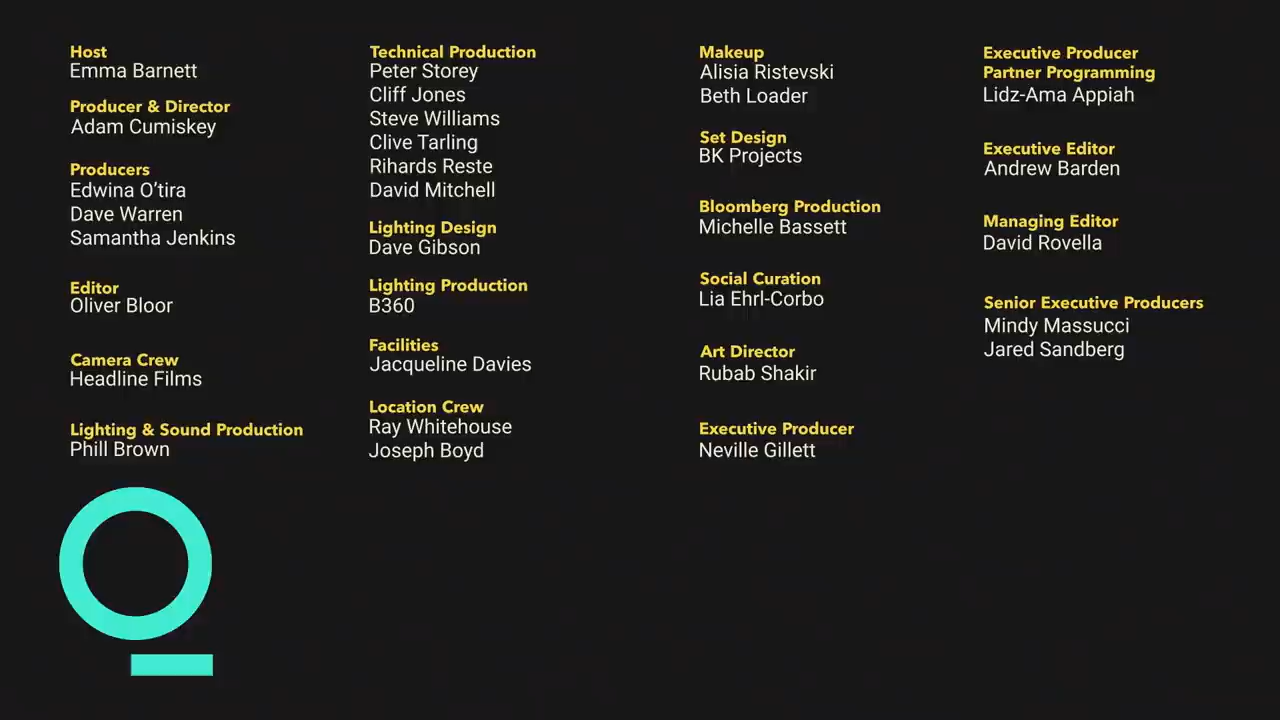 Host
Emma Barnett
Producer & Director
Adam Cumiskey
Producers
Edwina O'tira
Dave Warren
Samantha Jenkins
Editor
Oliver Bloor
Camera Crew
Headline Films
Lighting & Sound Production
Phill Brown
Technical Production
Peter Storey
Cliff Jones
Steve Williams
Clive Tarling
Rihards Reste
David Mitchell
Lighting Design
Dave Gibson
Lighting Production
B360
Facilities
Jacqueline Davies
Location Crew
Ray Whitehouse
Joseph Boyd
Makeup
Alisia Ristevski
Beth Loader
Set Design
BK Projects
Bloomberg Production
Michelle Bassett
Social Curation
Lia Ehrl-Corbo
Art Director
Rubab Shakir
Executive Producer
Neville Gillett
Executive Producer
Partner Programming
Lidz-Ama Appiah
Executive Editor
Andrew Barden
Managing Editor
David Rovella
Senior Executive Producers
Mindy Massucci
Jared Sandberg